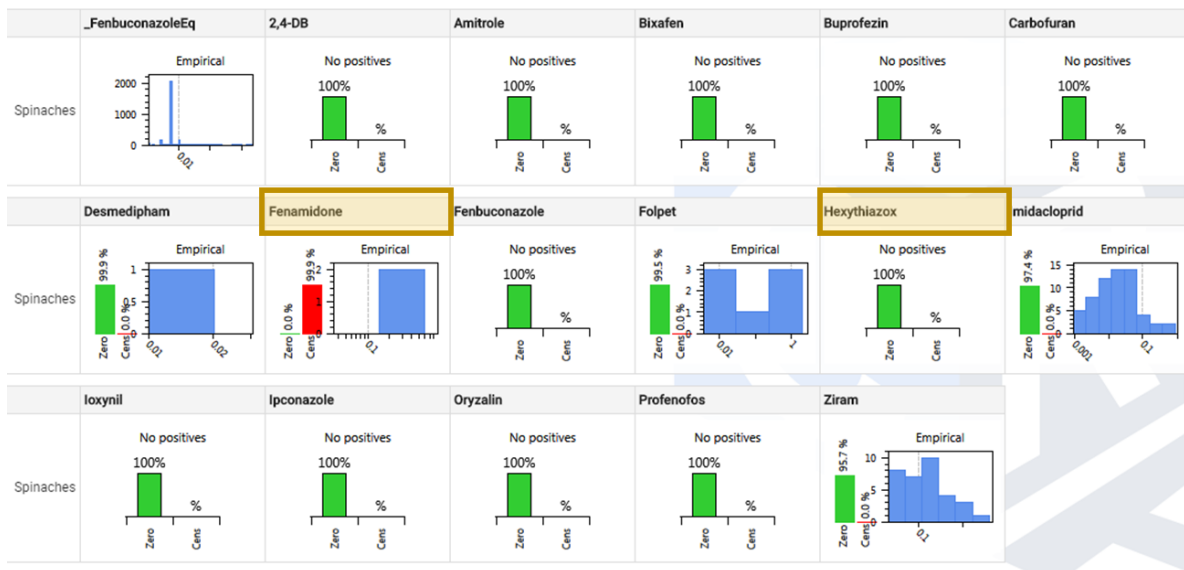 _FenbuconazoleEq 2,4-DB Amitrole Bixafen Buprofezin Carbofuran
Spinaches
Empirical
2000
1000
0
0.01
No positives
100%
%
Zero Cens
No positives
100%
%
Zero Cens
No positives
100%
%
Zero Cens
No positives
100%
%
Zero Cens
No positives
100%
%
Zero Cens
Desmedipham Fenamidone Fenbuconazole Folpet Hexythiazox midacloprid
Spinaches
Empirical
99.9 %
0.0 %
Zero Cens
1
0.5
0
0.01 0.02
Empirical
0.0 %
99.9 %
Zero Cens
2
1
0
0.1
No positives
100%
%
Zero Cens
Empirical
99.5 %
0.0 %
Zero Cens
3
2
1
0
0.01 1
No positives
100%
%
Zero Cens
Empirical
97.4 %
0.0 %
Zero Cens
15
10
5
0
0.001 0.1
Ioxynil Ipconazole Oryzalin Profenofos Ziram
Spinaches
No positives
100%
%
Zero Cens
No positives
100%
%
Zero Cens
No positives
100%
%
Zero Cens
No positives
100%
%
Zero Cens
Empirical
95.7 %
0.0 %
Zero Cens
10
5
0
0.1